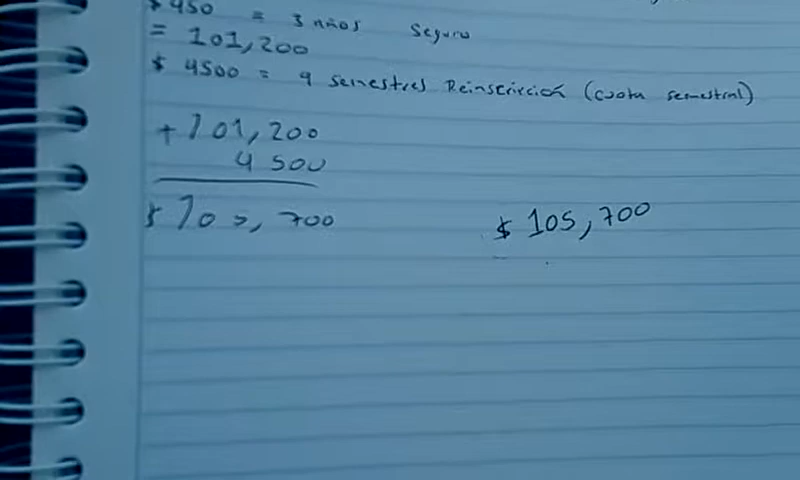 $ 450 = 3 años Seguro
= 101,200
$ 4500 = 9 semestres Reinscripción (cuota semestral)
+ 101,200
4 500
$ 105, 700
$ 105,700